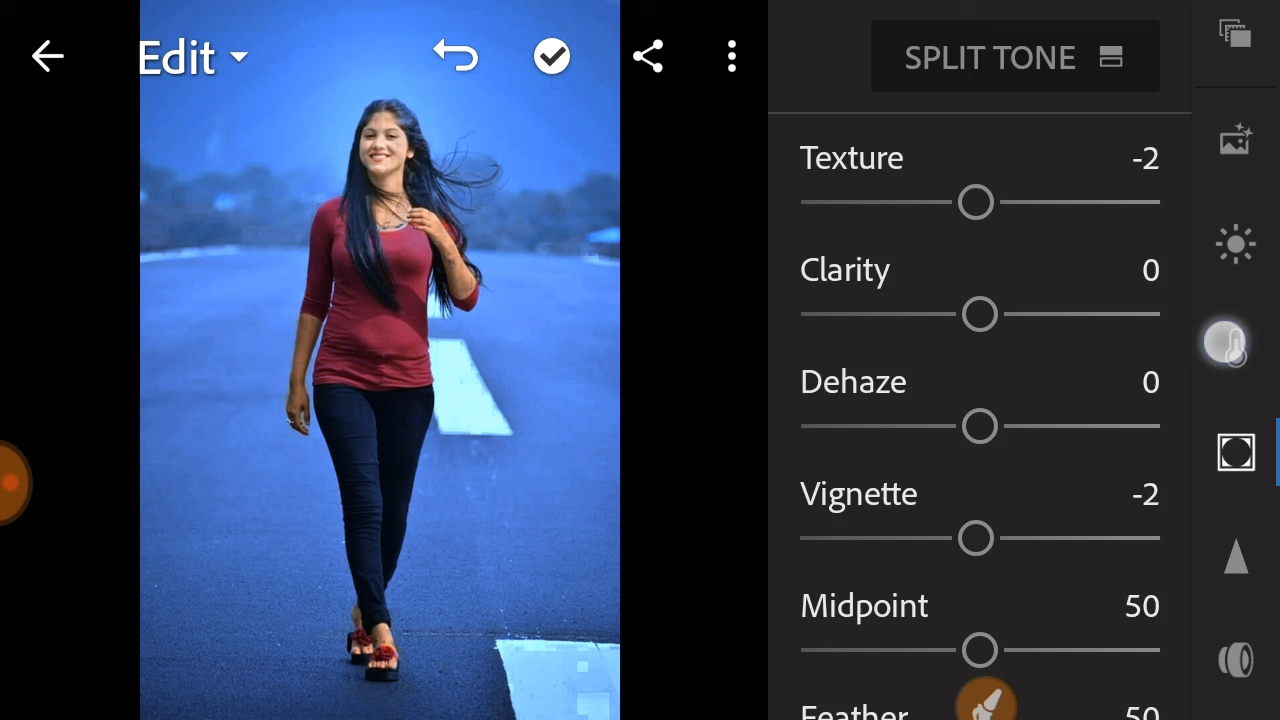 Edit
SPLIT TONE
Texture -2
Clarity 0
Dehaze 0
Vignette -2
Midpoint 50
Feather 50